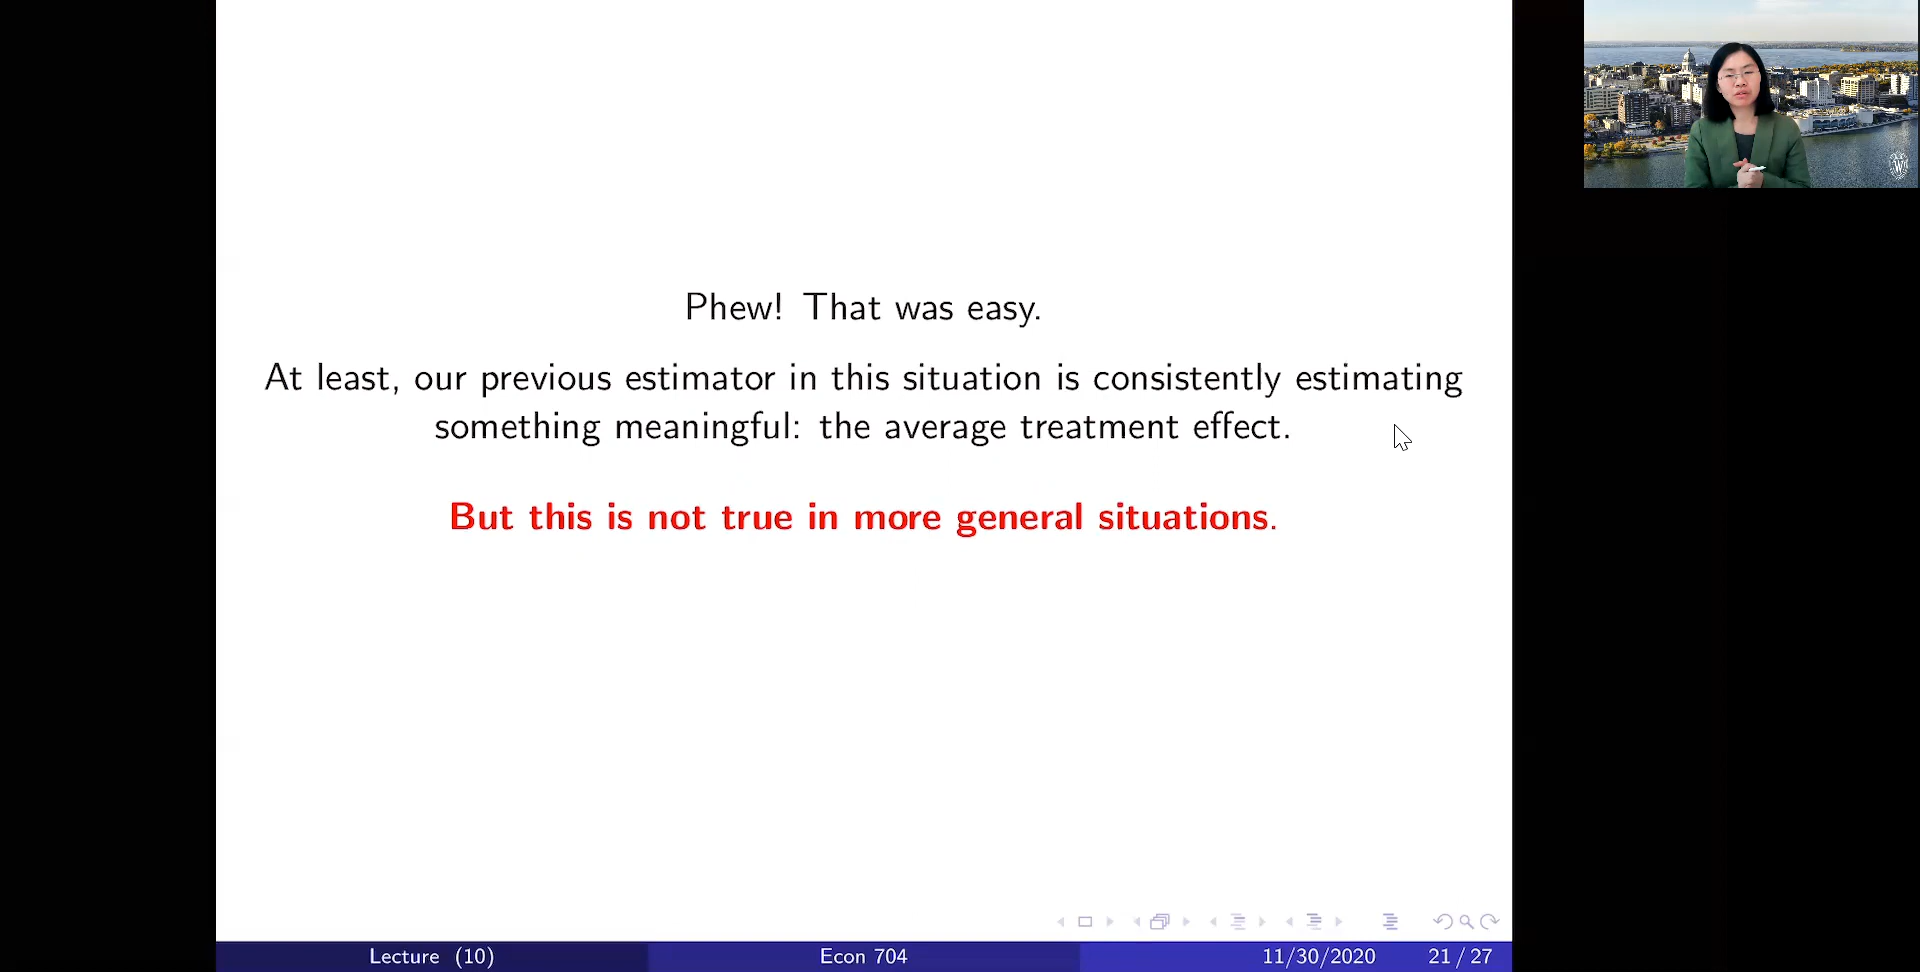 Phew! That was easy.
At least, our previous estimator in this situation is consistently estimating
something meaningful: the average treatment effect.
But this is not true in more general situations.
Lecture (10)
Econ 704
11/30/2020
21 / 27
W